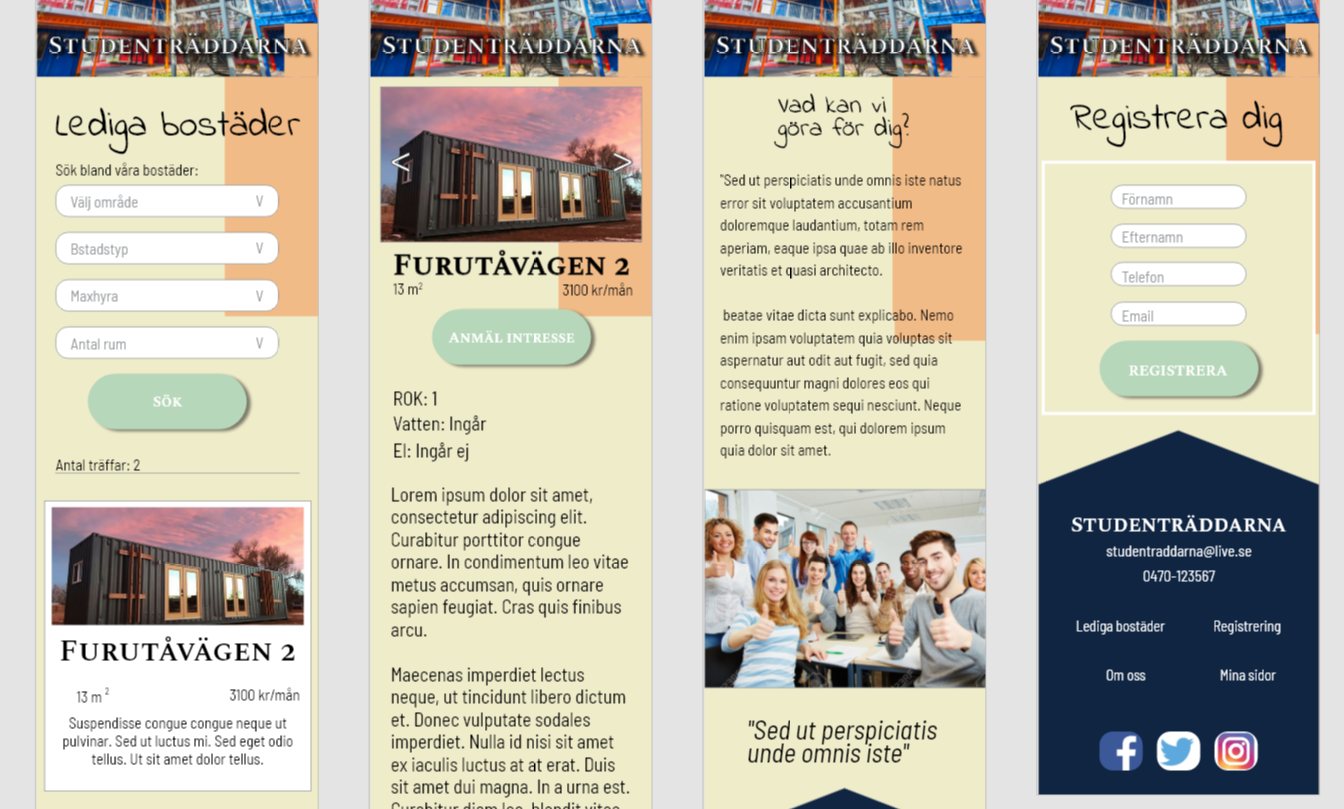 STUDENTRÄDDARNA
Lediga bostäder
Sök bland våra bostäder:
Välj område V
Bstadstyp V
Maxhyra V
Antal rum V
SÖK
Antal träffar: 2
FURUTÅVÄGEN 2
13 m² 3100 kr/mån
Suspendisse congue congue neque ut
pulvinar. Sed ut luctus mi. Sed eget odio
tellus. Ut sit amet dolor tellus.
STUDENTRÄDDARNA
< >
FURUTÅVÄGEN 2
13 m² 3100 kr/mån
ANMÄL INTRESSE
ROK: 1
Vatten: Ingår
El: Ingår ej
Lorem ipsum dolor sit amet,
consectetur adipiscing elit.
Curabitur porttitor congue
ornare. In condimentum leo vitae
metus accumsan, quis ornare
sapien feugiat. Cras quis finibus
arcu.
Maecenas imperdiet lectus
neque, ut tincidunt libero dictum
et. Donec vulputate sodales
imperdiet. Nulla id nisi sit amet
ex iaculis luctus at at erat. Duis
sit amet dui magna. In a urna est.
Curabitur diam leo, blandit vitae
STUDENTRÄDDARNA
Vad kan vi
göra för dig?
"Sed ut perspiciatis unde omnis iste natus
error sit voluptatem accusantium
doloremque laudantium, totam rem
aperiam, eaque ipsa quae ab illo inventore
veritatis et quasi architecto.
beatae vitae dicta sunt explicabo. Nemo
enim ipsam voluptatem quia voluptas sit
aspernatur aut odit aut fugit, sed quia
consequuntur magni dolores eos qui
ratione voluptatem sequi nesciunt. Neque
porro quisquam est, qui dolorem ipsum
quia dolor sit amet.
"Sed ut perspiciatis
unde omnis iste"
STUDENTRÄDDARNA
Registrera dig
Förnamn
Efternamn
Telefon
Email
REGISTRERA
STUDENTRÄDDARNA
studentraddarna@live.se
0470-123567
Lediga bostäder Registrering
Om oss Mina sidor